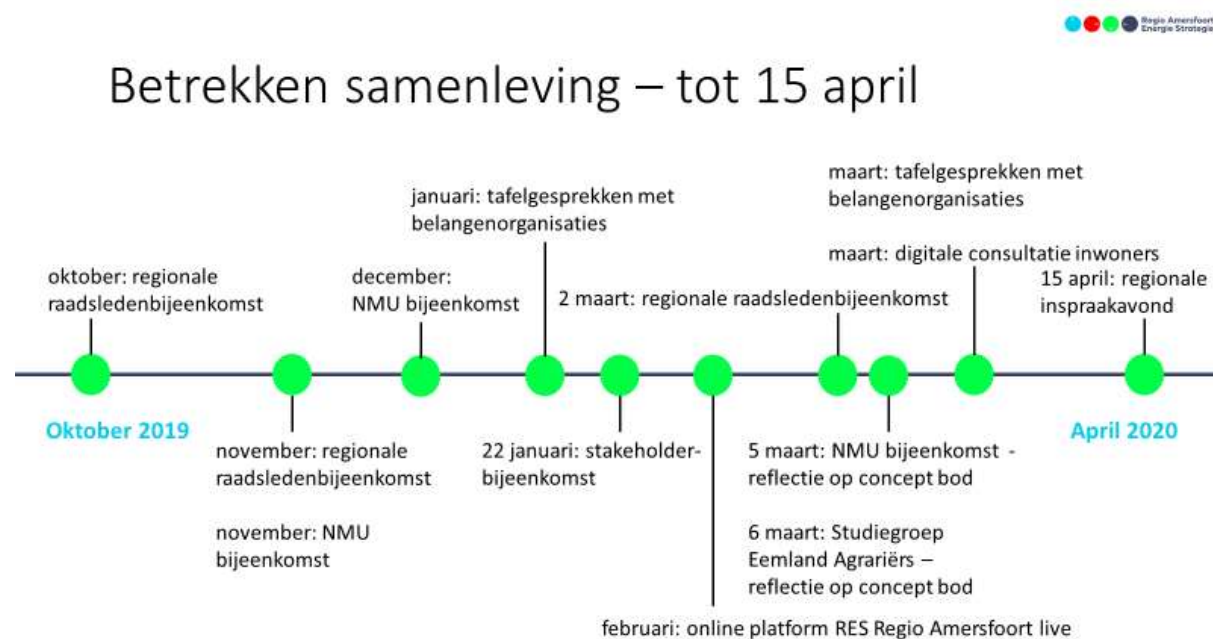 Regio Amersfoort
Energie Strategie
Betrekken samenleving – tot 15 april
oktober: regionale
raadsledenbijeenkomst
november: regionale
raadsledenbijeenkomst
november: NMU
bijeenkomst
december:
NMU bijeenkomst
januari: tafelgesprekken met
belangenorganisaties
22 januari: stakeholder-
bijeenkomst
februari: online platform RES Regio Amersfoort live
2 maart: regionale raadsledenbijeenkomst
5 maart: NMU bijeenkomst -
reflectie op concept bod
6 maart: Studiegroep
Eemland Agrariërs –
reflectie op concept bod
maart: tafelgesprekken met
belangenorganisaties
maart: digitale consultatie inwoners
15 april: regionale
inspraakavond
Oktober 2019
April 2020